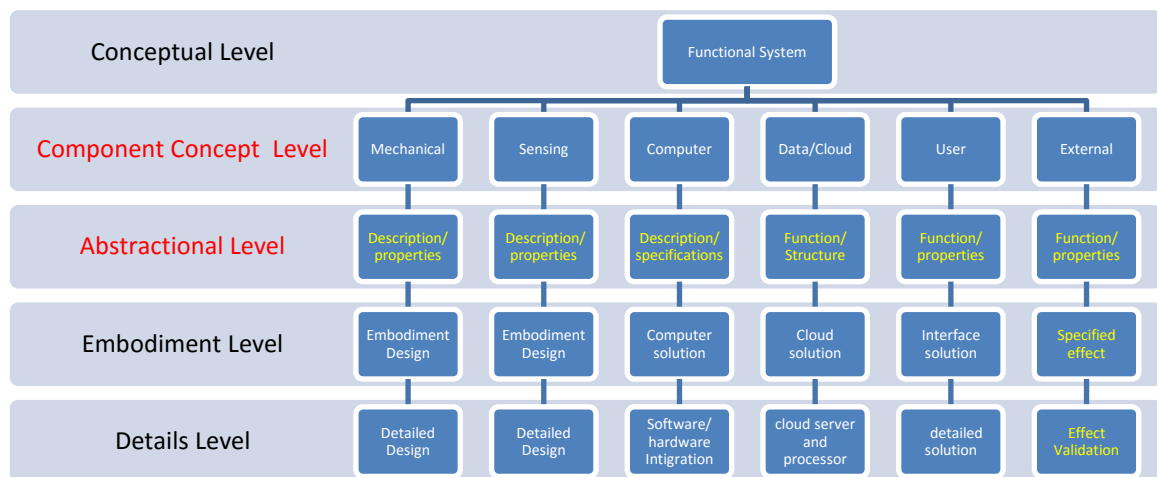 Conceptual Level
Functional System
Component Concept Level
Mechanical
Sensing
Computer
Data/Cloud
User
External
Abstractional Level
Description/
properties
Description/
properties
Description/
specifications
Function/
Structure
Function/
properties
Function/
properties
Embodiment Level
Embodiment
Design
Embodiment
Design
Computer
solution
Cloud
solution
Interface
solution
Specified
effect
Details Level
Detailed
Design
Detailed
Design
Software/
hardware
Intigration
cloud server
and
processor
detailed
solution
Effect
Validation